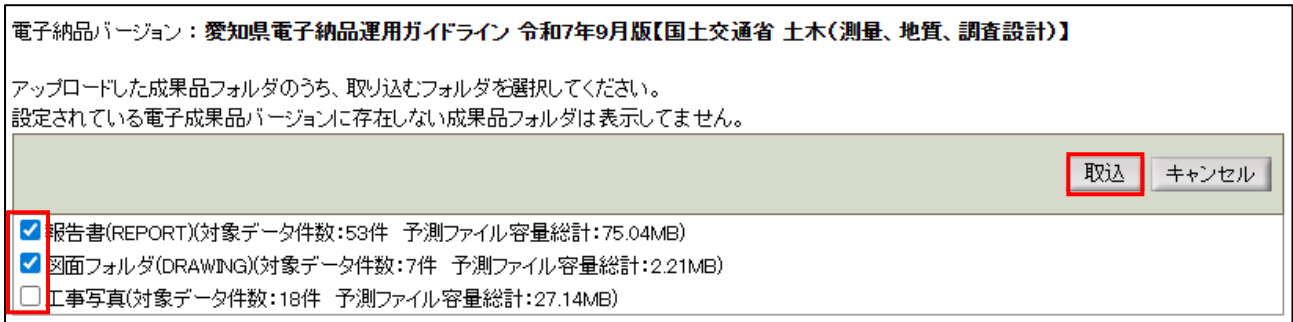 電子納品バージョン：愛知県電子納品運用ガイドライン 令和7年9月版【国土交通省 土木（測量、地質、調査設計）】
アップロードした成果品フォルダのうち、取り込むフォルダを選択してください。
設定されている電子成果品バージョンに存在しない成果品フォルダは表示してません。
取込 キャンセル
報告書(REPORT)(対象データ件数：53件 予測ファイル容量総計：75.04MB)
図面フォルダ(DRAWING)(対象データ件数：7件 予測ファイル容量総計：2.21MB)
工事写真(対象データ件数：18件 予測ファイル容量総計：27.14MB)